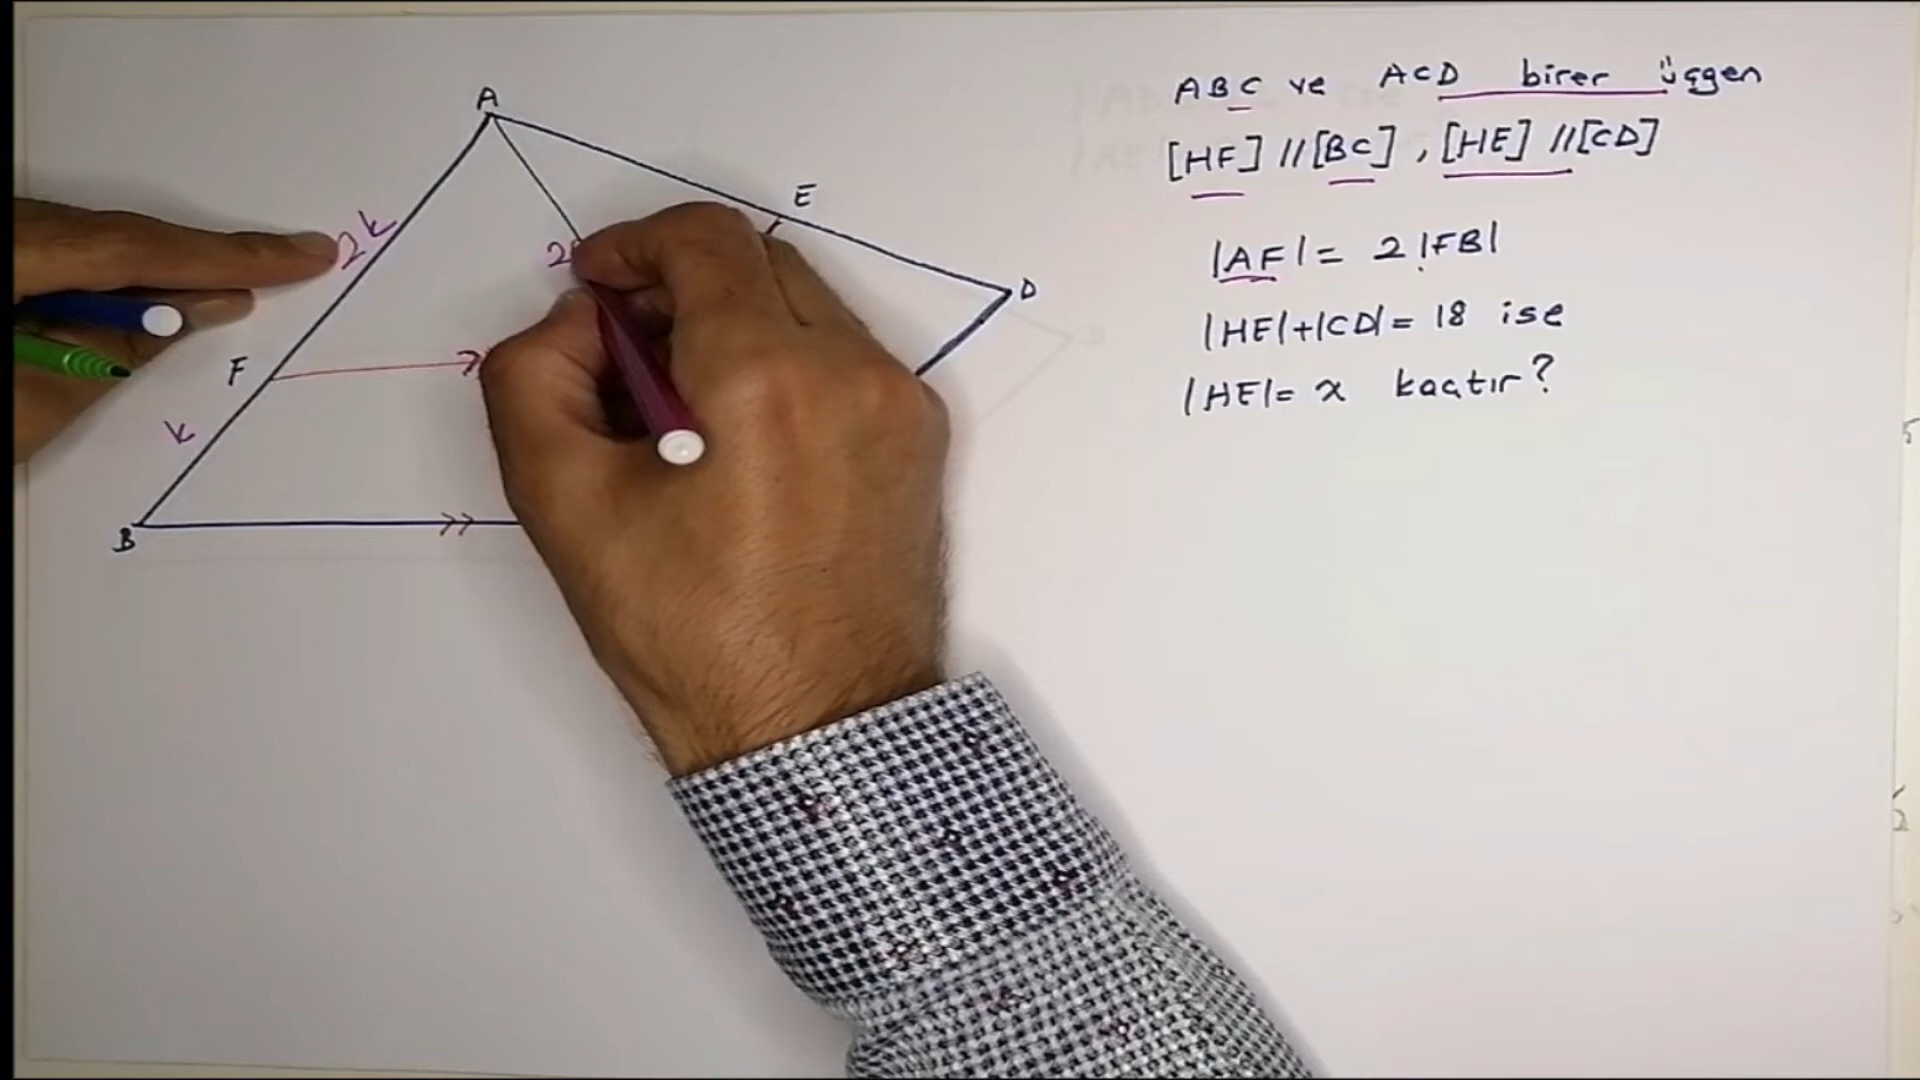 ABC ve ACD birer üçgen
[HF] // [BC] , [HE] // [CD]
|AF| = 2 |FB|
|HE|+|CD| = 18 ise
|HE| = x kaçtır?
A
E
D
2k
2
F
k
B